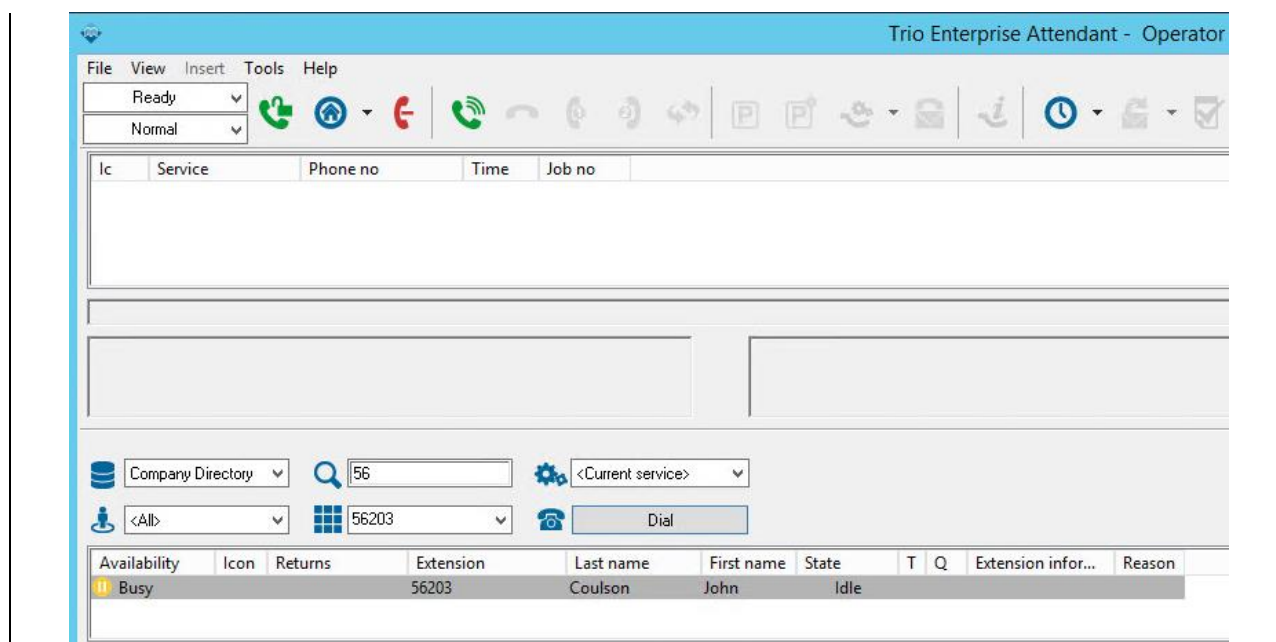 Trio Enterprise Attendant - Operator
File View Insert Tools Help
Ready
Normal
Ic Service Phone no Time Job no
Company Directory 56 <Current service>
<All> 56203 Dial
Availability Icon Returns Extension Last name First name State T Q Extension infor... Reason
Busy 56203 Coulson John Idle